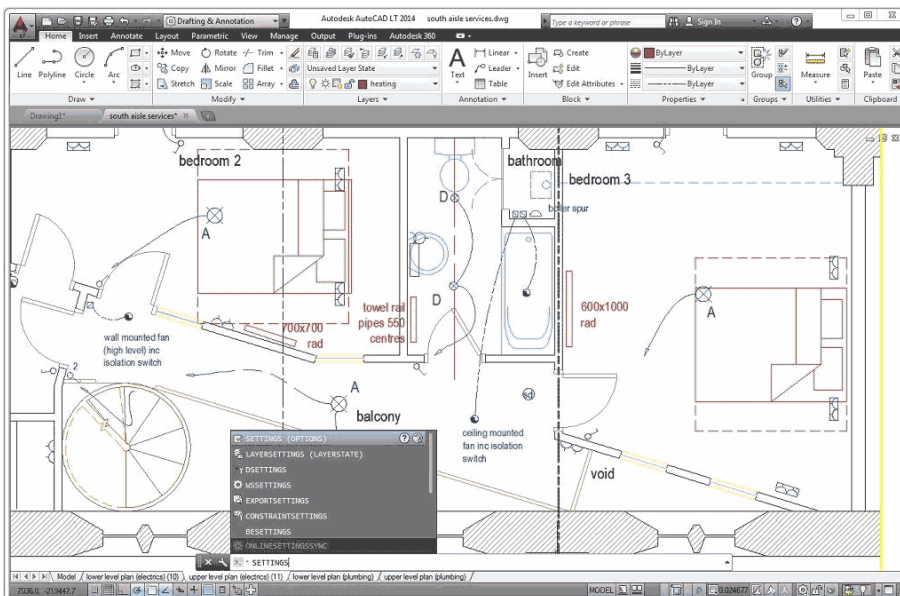 Drafting & Annotation
Autodesk AutoCAD LT 2014 south aisle services.dwg
Type a keyword or phrase
Sign In
LT
Home Insert Annotate Layout Parametric View Manage Output Plug-ins Autodesk 360
Line Polyline Circle Arc
Move Rotate Trim
Copy Mirror Fillet
Stretch Scale Array
Unsaved Layer State
heating
Text
Linear
Leader
Table
Insert
Create
Edit
Edit Attributes
ByLayer
ByLayer
ByLayer
Group
Measure
Paste
Draw Modify Layers Annotation Block Properties Groups Utilities Clipboard
Drawing1* south aisle services*
bedroom 2
bathroom
bedroom 3
boiler spur
A
D
D
A
towel rail
pipes 550
centres
700x700
rad
600x1000
rad
wall mounted fan
(high level) inc
isolation switch
2
A
balcony
sd
ceiling mounted
fan inc isolation
switch
void
SETTINGS (OPTIONS)
LAYERSETTINGS (LAYERSTATE)
DSETTINGS
WSSETTINGS
EXPORTSETTINGS
CONSTRAINTSETTINGS
BESETTINGS
ONLINESETTINGSSYNC
SETTINGS
Model lower level plan (electrics) (10) upper level plan (electrics) (11) lower level plan (plumbing) upper level plan (plumbing)
MODEL
0.024677